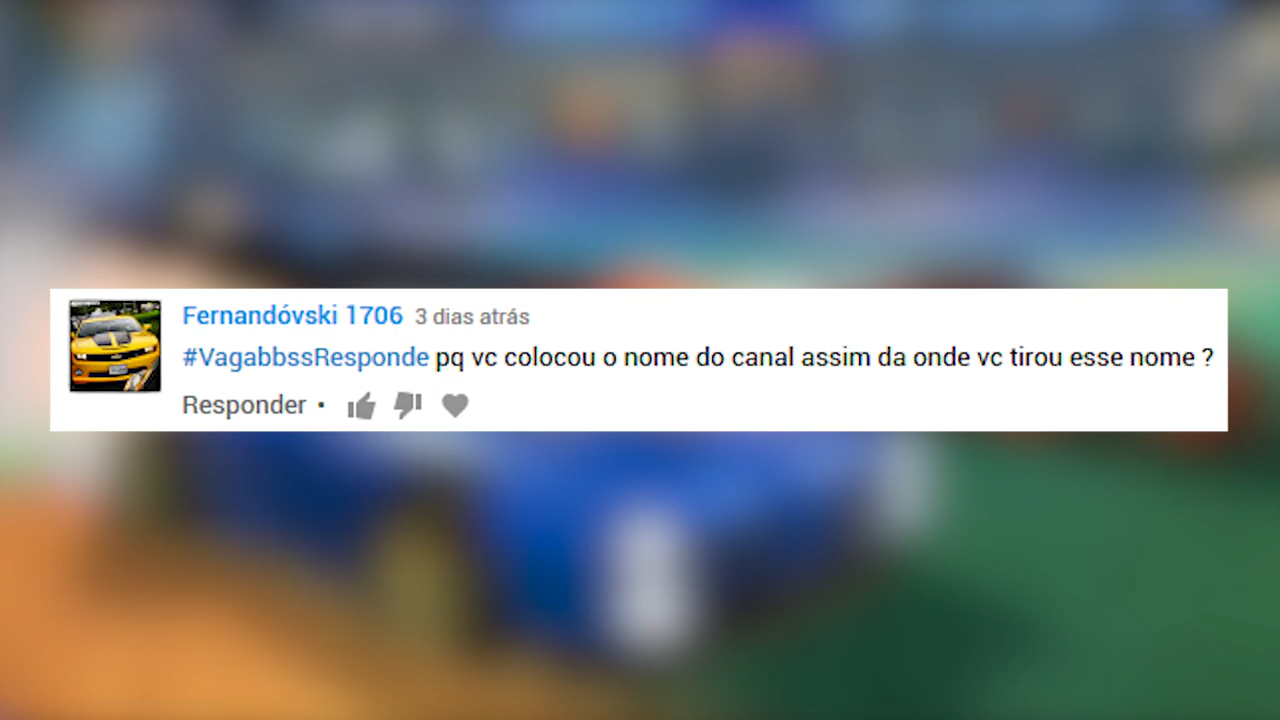 Fernandóvski 1706 3 dias atrás
#VagabbssResponde pq vc colocou o nome do canal assim da onde vc tirou esse nome ?
Responder •